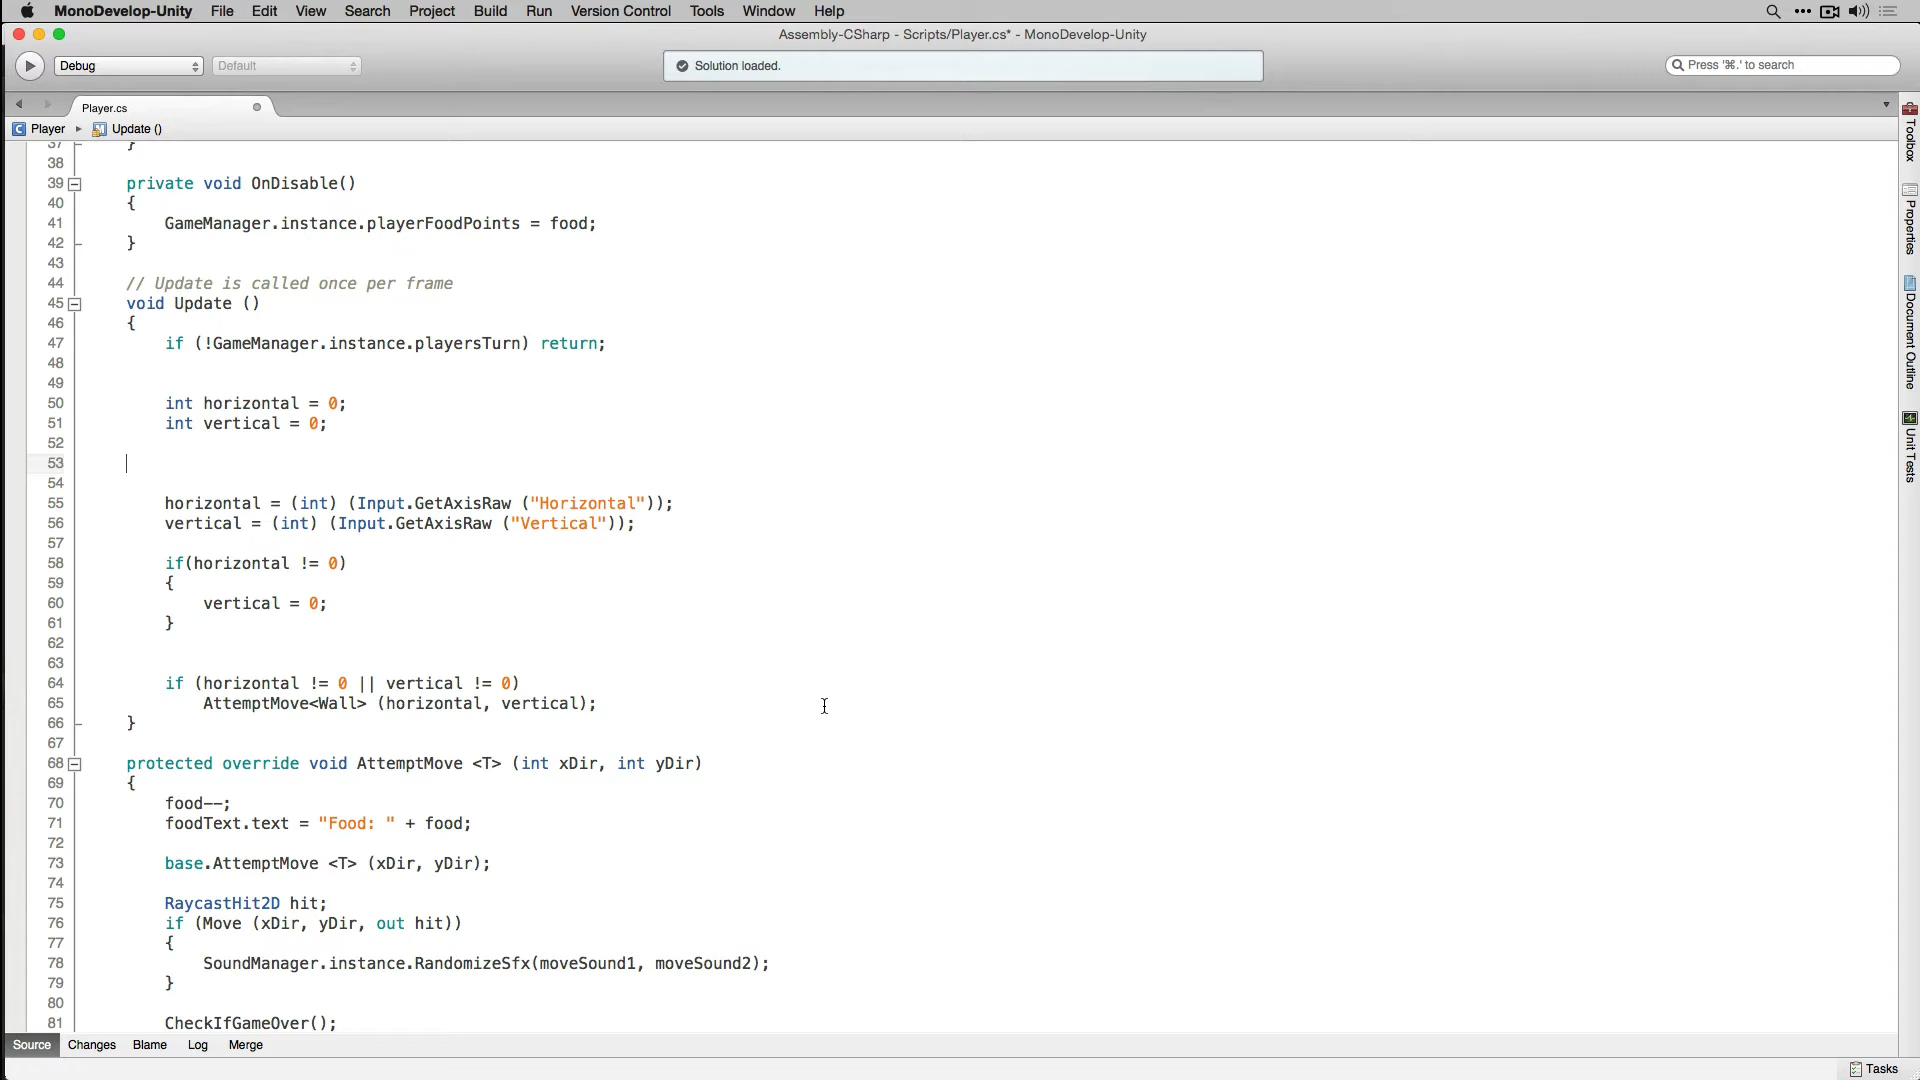 MonoDevelop-Unity File Edit View Search Project Build Run Version Control Tools Window Help
Assembly-CSharp - Scripts/Player.cs* - MonoDevelop-Unity
Debug Default Solution loaded. Press '⌘.' to search
Player.cs
Player Update ()
37 }
38
39 private void OnDisable()
40 {
41 GameManager.instance.playerFoodPoints = food;
42 }
43
44 // Update is called once per frame
45 void Update ()
46 {
47 if (!GameManager.instance.playersTurn) return;
48
49
50 int horizontal = 0;
51 int vertical = 0;
52
53
54
55 horizontal = (int) (Input.GetAxisRaw ("Horizontal"));
56 vertical = (int) (Input.GetAxisRaw ("Vertical"));
57
58 if(horizontal != 0)
59 {
60 vertical = 0;
61 }
62
63
64 if (horizontal != 0 || vertical != 0)
65 AttemptMove<Wall> (horizontal, vertical);
66 }
67
68 protected override void AttemptMove <T> (int xDir, int yDir)
69 {
70 food--;
71 foodText.text = "Food: " + food;
72
73 base.AttemptMove <T> (xDir, yDir);
74
75 RaycastHit2D hit;
76 if (Move (xDir, yDir, out hit))
77 {
78 SoundManager.instance.RandomizeSfx(moveSound1, moveSound2);
79 }
80
81 CheckIfGameOver();
Toolbox
Properties
Document Outline
Unit Tests
Source Changes Blame Log Merge
Tasks